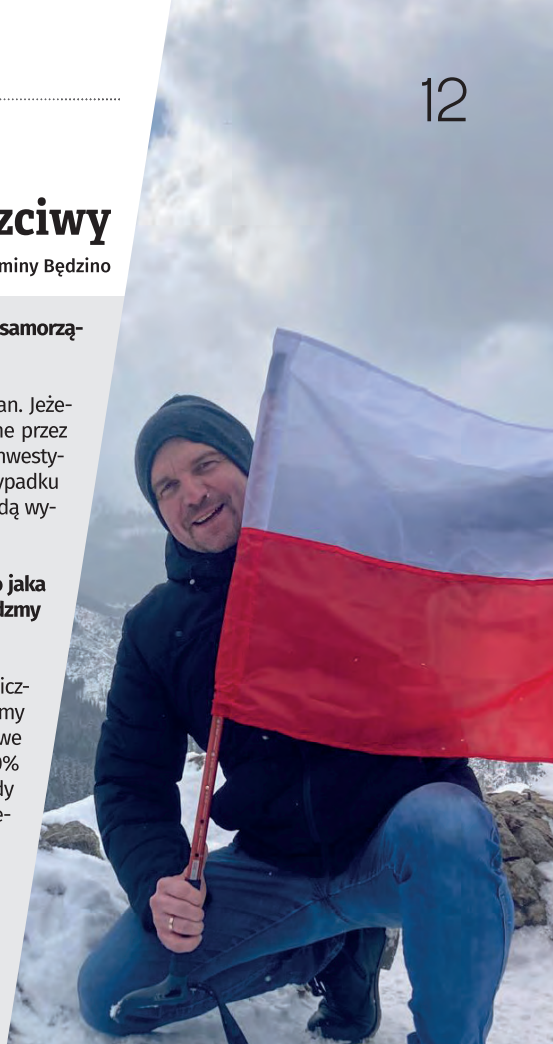 12
zciwy
miny Będzino
samorzą-
an. Jeże-
ne przez
nwesty-
ypadku
dą wy-
o jaka
dzmy
icz-
my
we
0%
dy
e-